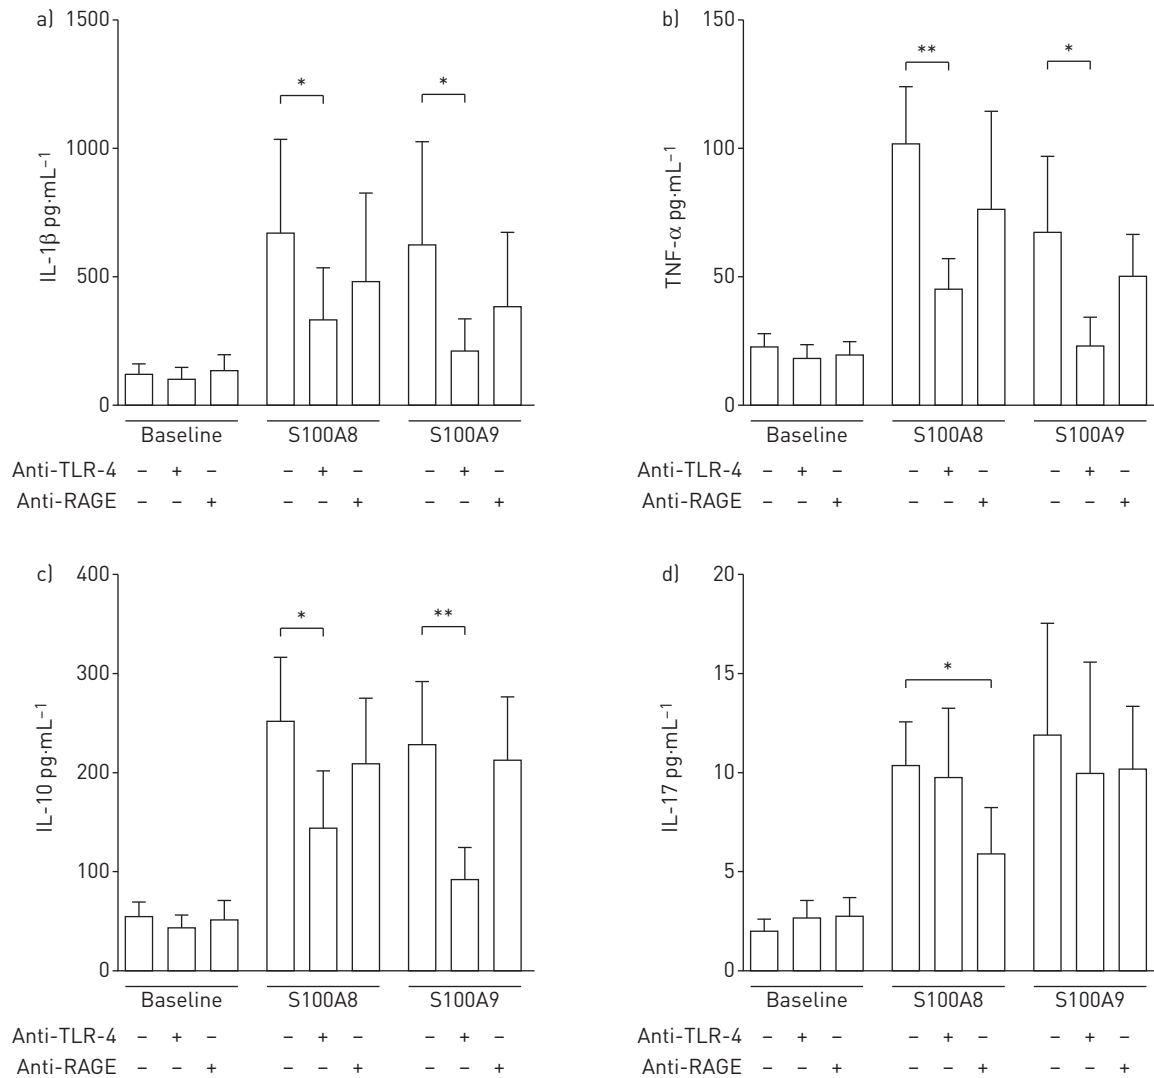 a)
1500
1000
500
0
IL-1β pg·mL⁻¹
*
*
Baseline S100A8 S100A9
Anti-TLR-4 – + – – + – – + –
Anti-RAGE – – + – – + – – +
b)
150
100
50
0
TNF-α pg·mL⁻¹
**
*
Baseline S100A8 S100A9
Anti-TLR-4 – + – – + – – + –
Anti-RAGE – – + – – + – – +
c)
400
300
200
100
0
IL-10 pg·mL⁻¹
*
**
Baseline S100A8 S100A9
Anti-TLR-4 – + – – + – – + –
Anti-RAGE – – + – – + – – +
d)
20
15
10
5
0
IL-17 pg·mL⁻¹
*
Baseline S100A8 S100A9
Anti-TLR-4 – + – – + – – + –
Anti-RAGE – – + – – + – – +